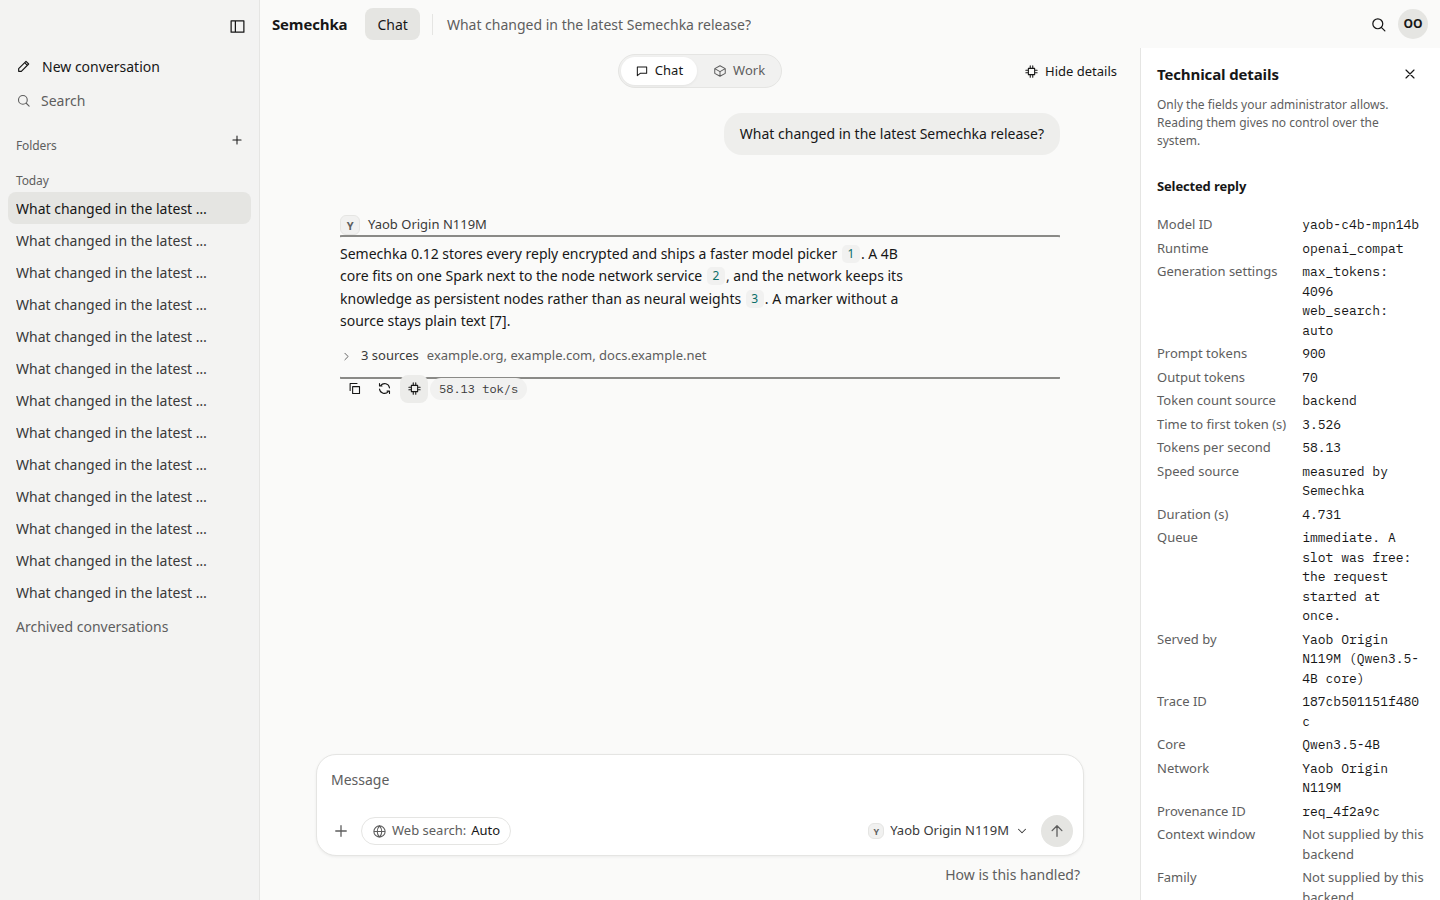 New conversation
Search
Folders
Today
What changed in the latest ...
What changed in the latest ...
What changed in the latest ...
What changed in the latest ...
What changed in the latest ...
What changed in the latest ...
What changed in the latest ...
What changed in the latest ...
What changed in the latest ...
What changed in the latest ...
What changed in the latest ...
What changed in the latest ...
What changed in the latest ...
Archived conversations
Semechka
Chat
What changed in the latest Semechka release?
OO
Chat
Work
Hide details
What changed in the latest Semechka release?
Y Yaob Origin N119M
Semechka 0.12 stores every reply encrypted and ships a faster model picker 1 . A 4B
core fits on one Spark next to the node network service 2 , and the network keeps its
knowledge as persistent nodes rather than as neural weights 3 . A marker without a
source stays plain text [7].
3 sources example.org, example.com, docs.example.net
58.13 tok/s
Message
Web search: Auto
Y Yaob Origin N119M
How is this handled?
Technical details
Only the fields your administrator allows.
Reading them gives no control over the
system.
Selected reply
Model ID yaob-c4b-mpn14b
Runtime openai_compat
Generation settings max_tokens:
4096
web_search:
auto
Prompt tokens 900
Output tokens 70
Token count source backend
Time to first token (s) 3.526
Tokens per second 58.13
Speed source measured by
Semechka
Duration (s) 4.731
Queue immediate. A
slot was free:
the request
started at
once.
Served by Yaob Origin
N119M (Qwen3.5-
4B core)
Trace ID 187cb501151f480
c
Core Qwen3.5-4B
Network Yaob Origin
N119M
Provenance ID req_4f2a9c
Context window Not supplied by this
backend
Family Not supplied by this
backend